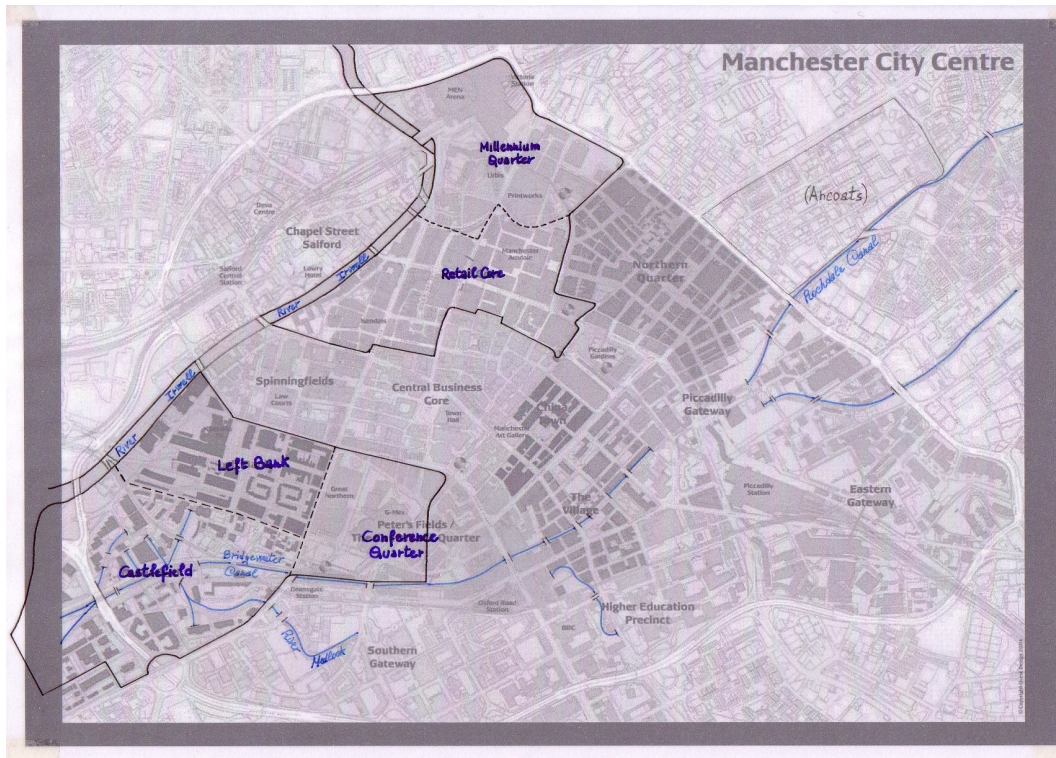 Manchester City Centre
Victoria
Station
MEN
Arena
Millennium
Quarter
Urbis
Printworks
(Ancoats)
Deva
Centre
Chapel Street
Salford
Manchester
Arndale
Salford
Central
Station
Lowry
Hotel
River Irwell
Retail Core
Northern
Quarter
Rochdale Canal
Kendals
Piccadilly
Gardens
Spinningfields
Law
Courts
Central Business
Core
Town
Hall
China
Town
Manchester
Art Gallery
Piccadilly
Gateway
River Irwell
Left Bank
Great
Northern
G-Mex
Peter's Fields /
Quarter
Conference
Quarter
The
Village
Piccadilly
Station
Eastern
Gateway
Castlefield
Bridgewater
Canal
Deansgate
Station
Oxford Road
Station
BBC
Higher Education
Precinct
River Medlock
Southern
Gateway